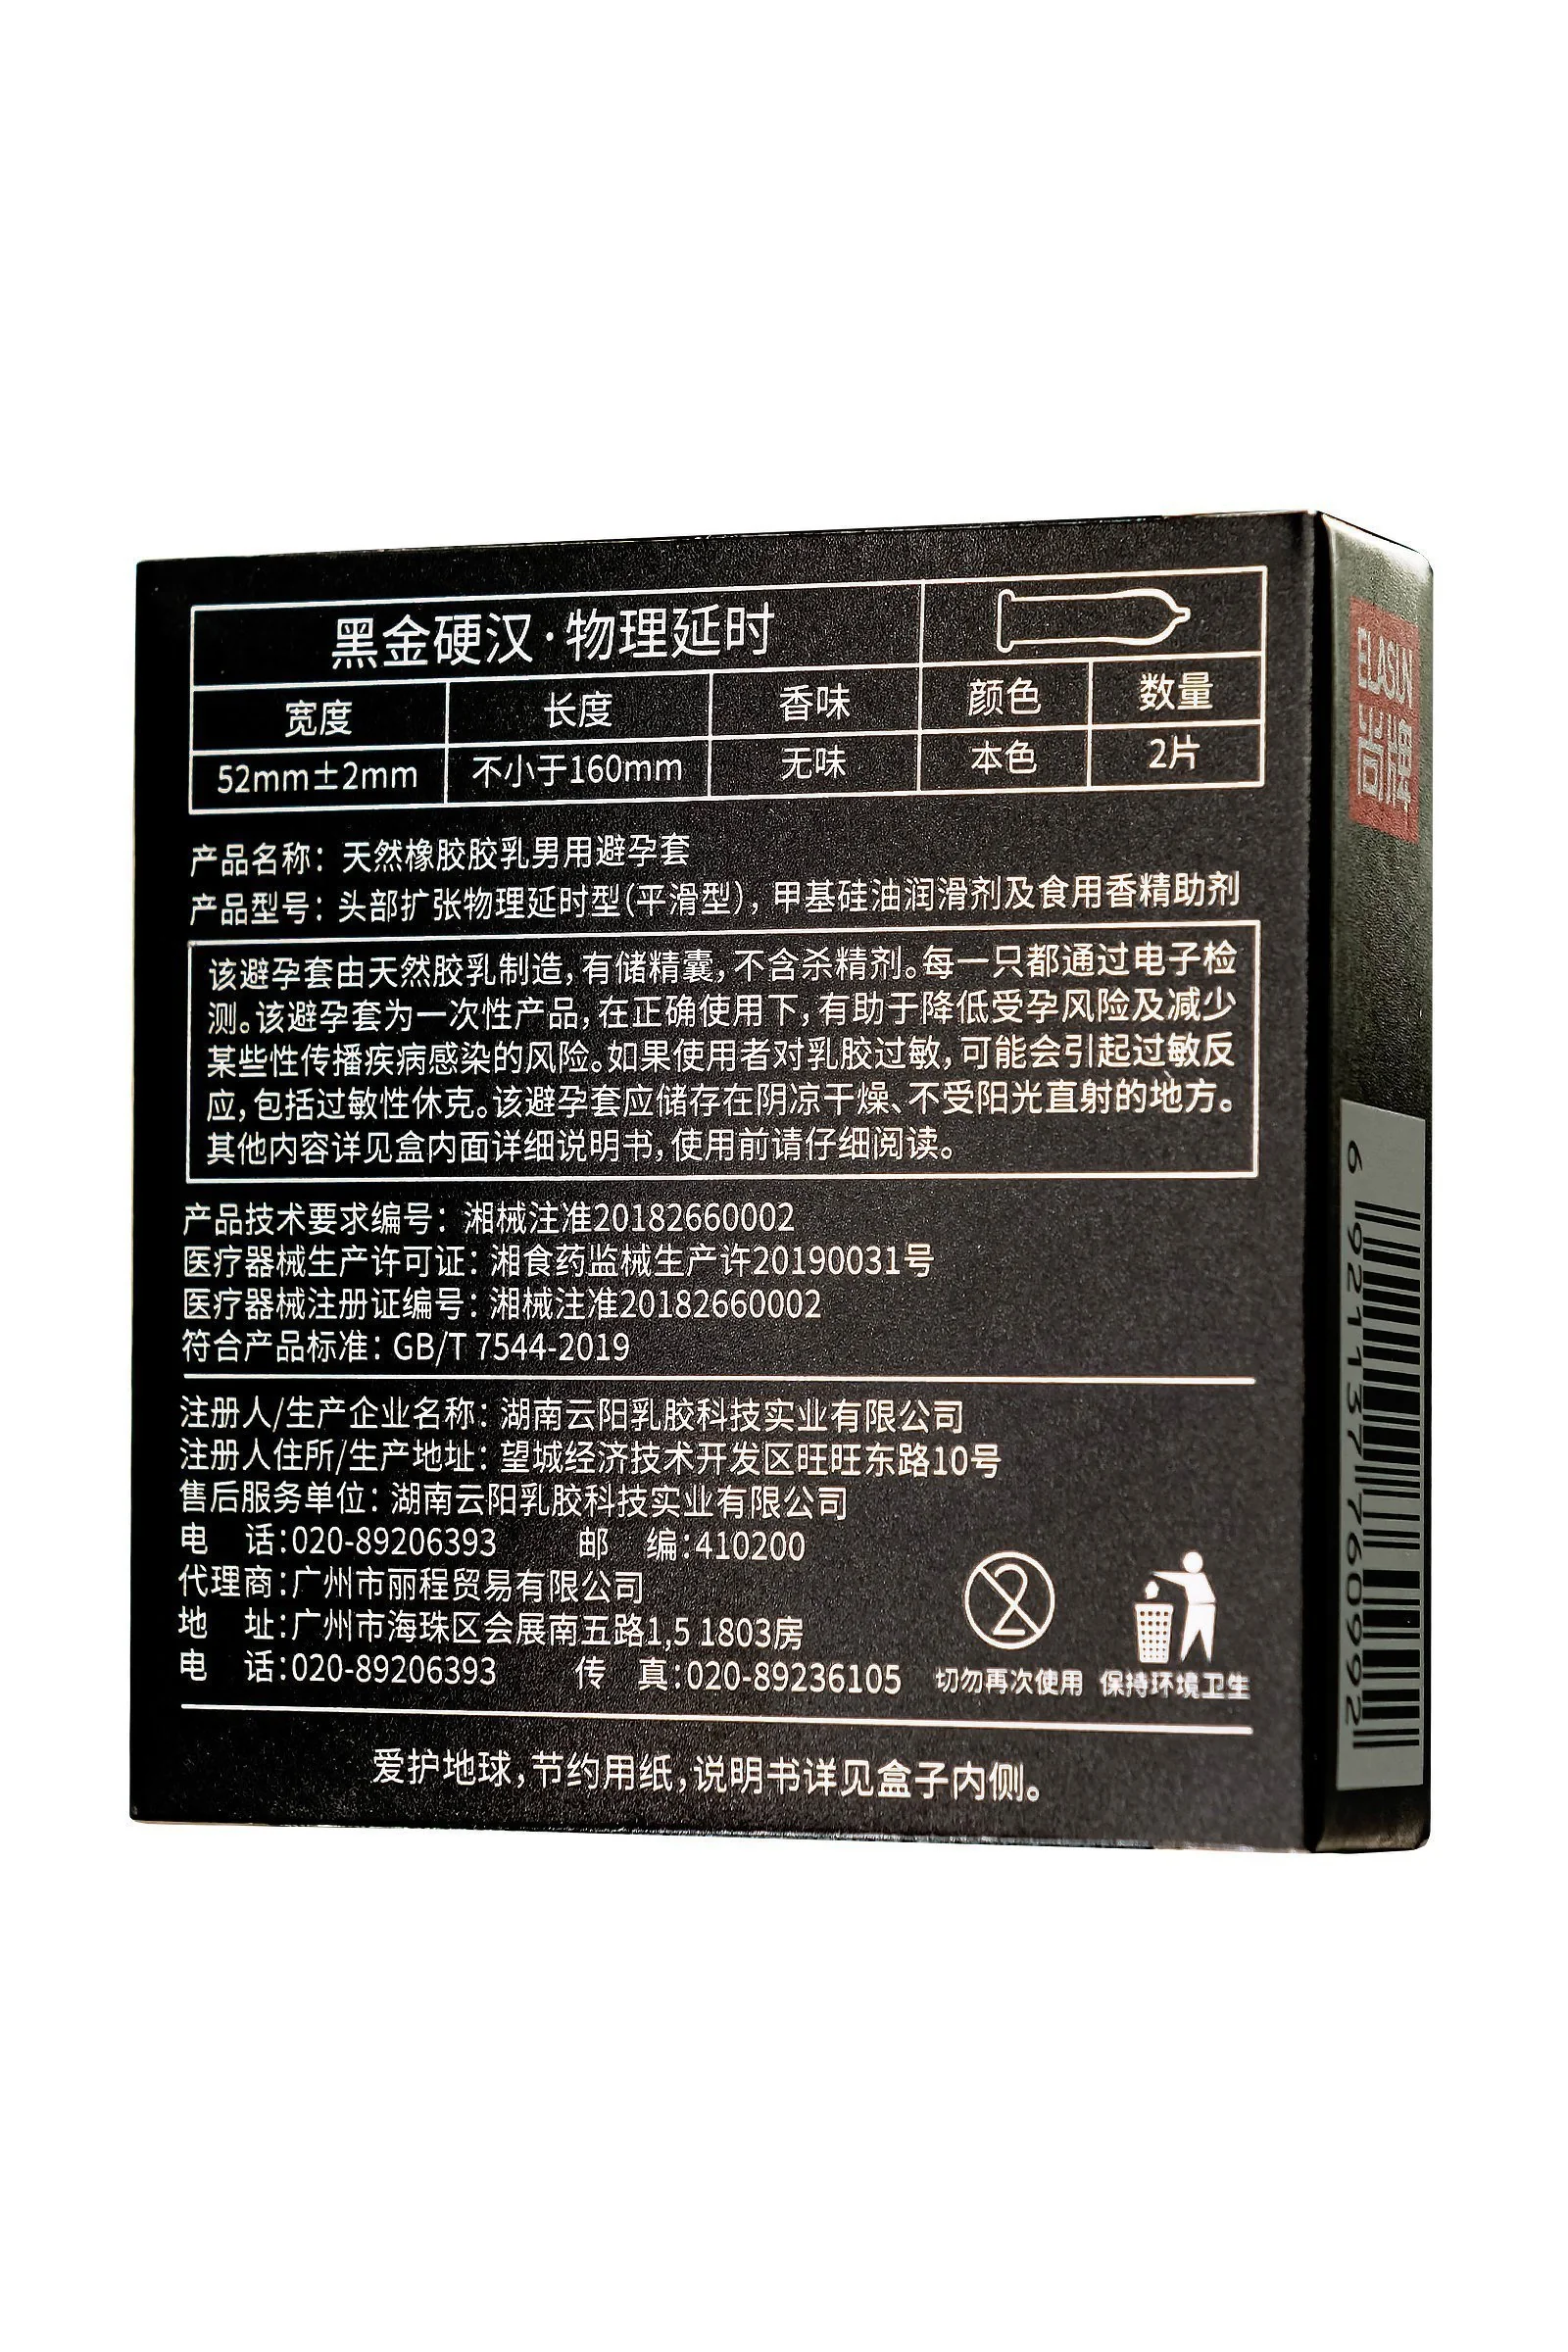 黑金硬汉·物理延时
宽度 长度 香味 颜色 数量
52mm±2mm 不小于160mm 无味 本色 2片
产品名称：天然橡胶胶乳男用避孕套
产品型号：头部扩张物理延时型(平滑型)，甲基硅油润滑剂及食用香精助剂
该避孕套由天然胶乳制造，有储精囊，不含杀精剂。每一只都通过电子检
测。该避孕套为一次性产品，在正确使用下，有助于降低受孕风险及减少
某些性传播疾病感染的风险。如果使用者对乳胶过敏，可能会引起过敏反
应，包括过敏性休克。该避孕套应储存在阴凉干燥、不受阳光直射的地方。
其他内容详见盒内面详细说明书，使用前请仔细阅读。
产品技术要求编号：湘械注准20182660002
医疗器械生产许可证：湘食药监械生产许20190031号
医疗器械注册证编号：湘械注准20182660002
符合产品标准：GB/T 7544-2019
注册人/生产企业名称：湖南云阳乳胶科技实业有限公司
注册人住所/生产地址：望城经济技术开发区旺旺东路10号
售后服务单位：湖南云阳乳胶科技实业有限公司
电 话：020-89206393 邮 编：410200
代理商：广州市丽程贸易有限公司
地 址：广州市海珠区会展南五路1,5 1803房
电 话：020-89206393 传 真：020-89236105
2
切勿再次使用 保持环境卫生
爱护地球，节约用纸，说明书详见盒子内侧。
ELASUN
尚牌
6 921137 760992